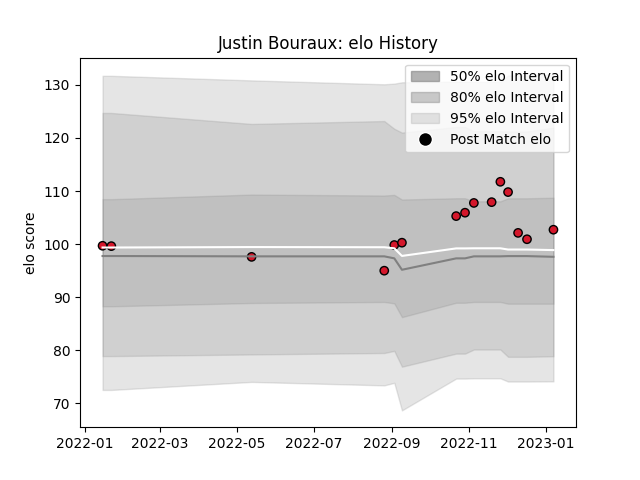 Justin Bouraux: elo History
50% elo Interval
80% elo Interval
95% elo Interval
Post Match elo
elo score
130
120
110
100
90
80
70
2022-01
2022-03
2022-05
2022-07
2022-09
2022-11
2023-01